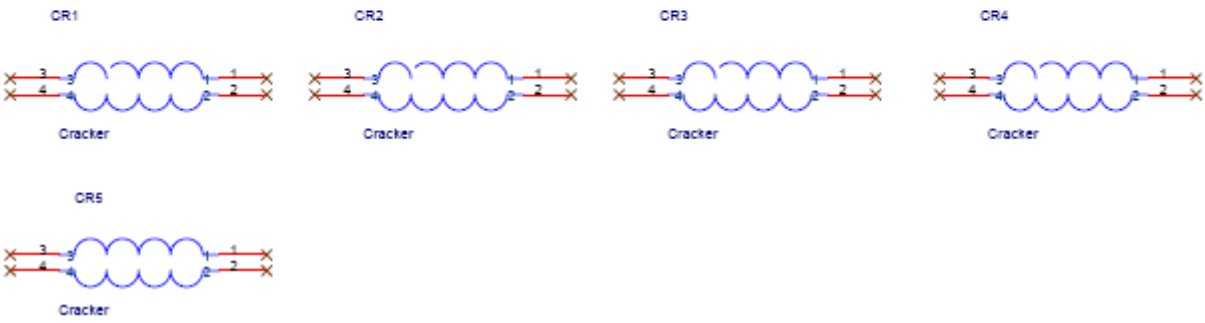 CR1 CR2 CR3 CR4
3 3 1 1 3 3 1 1 3 3 1 1 3 3 1 1
4 4 2 2 4 4 2 2 4 4 2 2 4 4 2 2
Cracker Cracker Cracker Cracker
CR5
3 3 1 1
4 4 2 2
Cracker